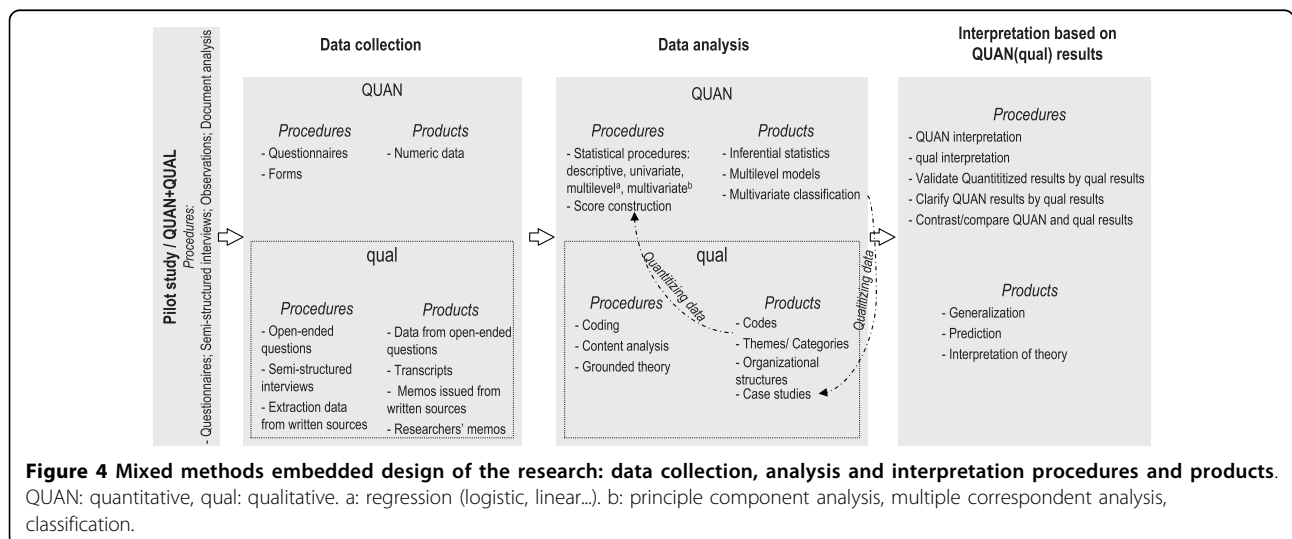 Pilot study / QUAN+QUAL
Procedures:
- Questionnaires; Semi-structured interviews; Observations; Document analysis
Data collection
QUAN
Procedures
- Questionnaires
- Forms
Products
- Numeric data
qual
Procedures
- Open-ended
questions
- Semi-structured
interviews
- Extraction data
from written sources
Products
- Data from open-ended
questions
- Transcripts
- Memos issued from
written sources
- Researchers' memos
Data analysis
QUAN
Procedures
- Statistical procedures:
descriptive, univariate,
multilevelᵃ, multivariateᵇ
- Score construction
Products
- Inferential statistics
- Multilevel models
- Multivariate classification
Quantitizing data
Qualitizing data
qual
Procedures
- Coding
- Content analysis
- Grounded theory
Products
- Codes
- Themes/ Categories
- Organizational
structures
- Case studies
Interpretation based on
QUAN(qual) results
Procedures
- QUAN interpretation
- qual interpretation
- Validate Quantititized results by qual results
- Clarify QUAN results by qual results
- Contrast/compare QUAN and qual results
Products
- Generalization
- Prediction
- Interpretation of theory
Figure 4 Mixed methods embedded design of the research: data collection, analysis and interpretation procedures and products.
QUAN: quantitative, qual: qualitative. a: regression (logistic, linear...). b: principle component analysis, multiple correspondent analysis,
classification.